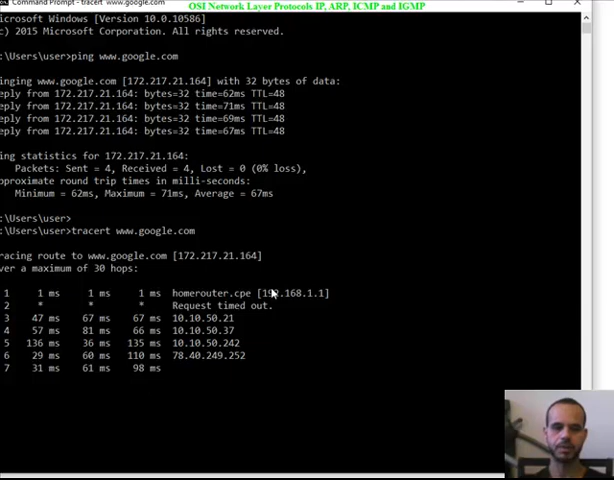 OSI Network Layer Protocols IP, ARP, ICMP and IGMP
Command Prompt - tracert www.google.com
Microsoft Windows [Version 10.0.10586]
c) 2015 Microsoft Corporation. All rights reserved.
:\Users\user>ping www.google.com
inging www.google.com [172.217.21.164] with 32 bytes of data:
eply from 172.217.21.164: bytes=32 time=62ms TTL=48
eply from 172.217.21.164: bytes=32 time=71ms TTL=48
eply from 172.217.21.164: bytes=32 time=69ms TTL=48
eply from 172.217.21.164: bytes=32 time=67ms TTL=48
ing statistics for 172.217.21.164:
Packets: Sent = 4, Received = 4, Lost = 0 (0% loss),
pproximate round trip times in milli-seconds:
Minimum = 62ms, Maximum = 71ms, Average = 67ms
:\Users\user>
:\Users\user>tracert www.google.com
racing route to www.google.com [172.217.21.164]
ver a maximum of 30 hops:
1 1 ms 1 ms 1 ms homerouter.cpe [192.168.1.1]
2 * * * Request timed out.
3 47 ms 67 ms 67 ms 10.10.50.21
4 57 ms 81 ms 66 ms 10.10.50.37
5 136 ms 36 ms 135 ms 10.10.50.242
6 29 ms 60 ms 110 ms 78.40.249.252
7 31 ms 61 ms 98 ms